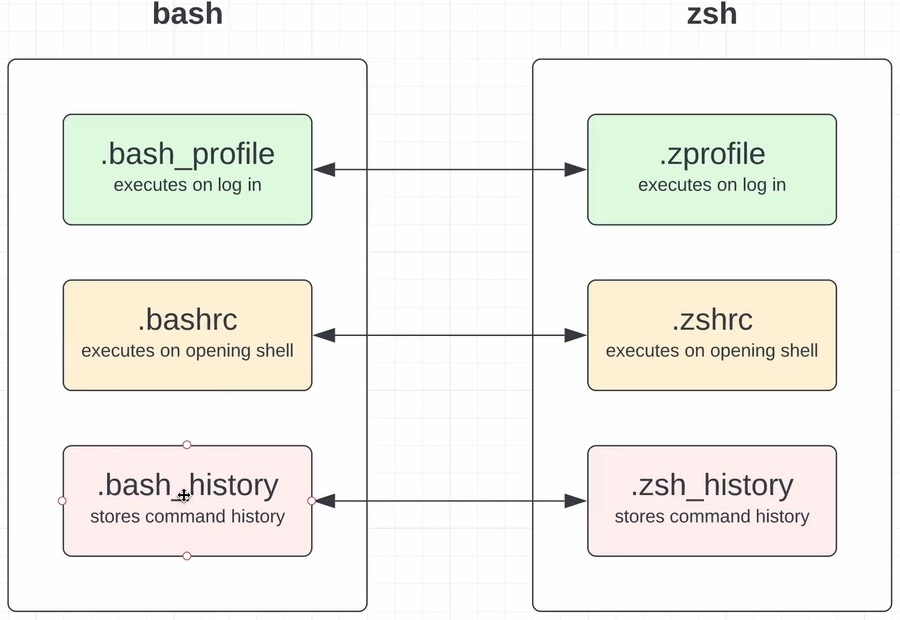 bash
.bash_profile
executes on log in
.bashrc
executes on opening shell
.bash_history
stores command history
zsh
.zprofile
executes on log in
.zshrc
executes on opening shell
.zsh_history
stores command history